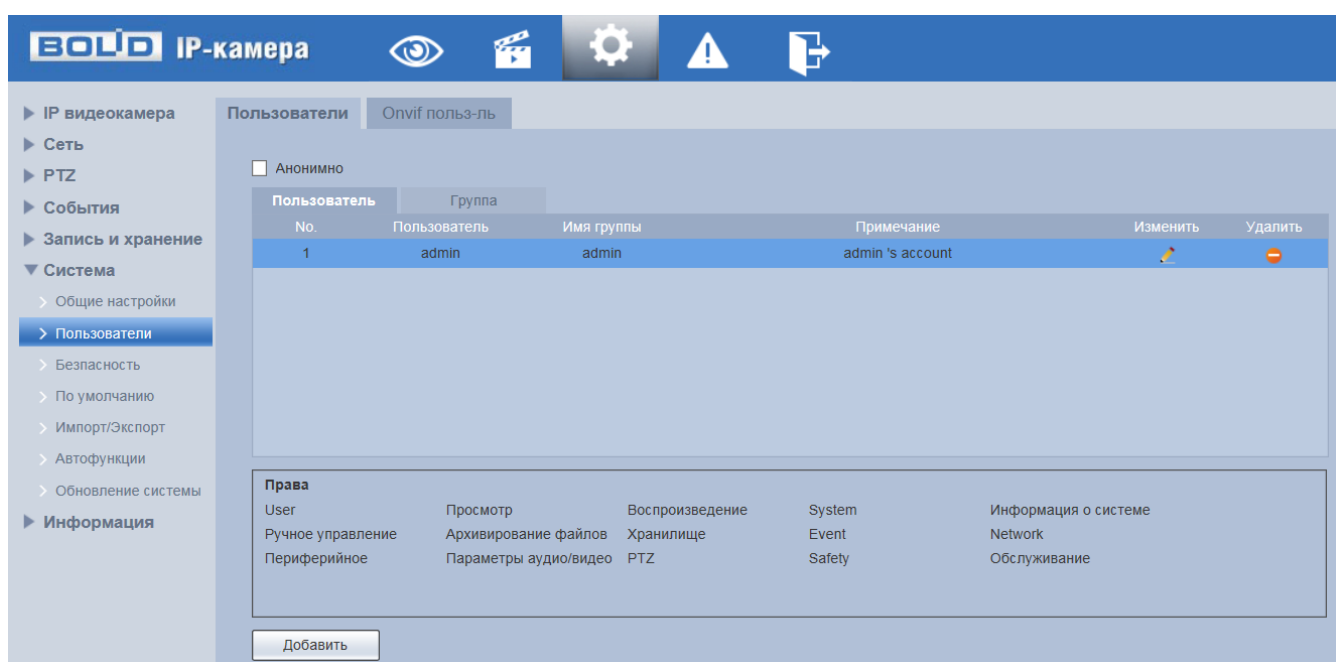 BOLID IP-камера
IP видеокамера
Сеть
PTZ
События
Запись и хранение
Система
Общие настройки
Пользователи
Безпасность
По умолчанию
Импорт/Экспорт
Автофункции
Обновление системы
Информация
Пользователи Onvif польз-ль
Анонимно
Пользователь Группа
No. Пользователь Имя группы Примечание Изменить Удалить
1 admin admin admin 's account
Права
User Просмотр Воспроизведение System Информация о системе
Ручное управление Архивирование файлов Хранилище Event Network
Периферийное Параметры аудио/видео PTZ Safety Обслуживание
Добавить